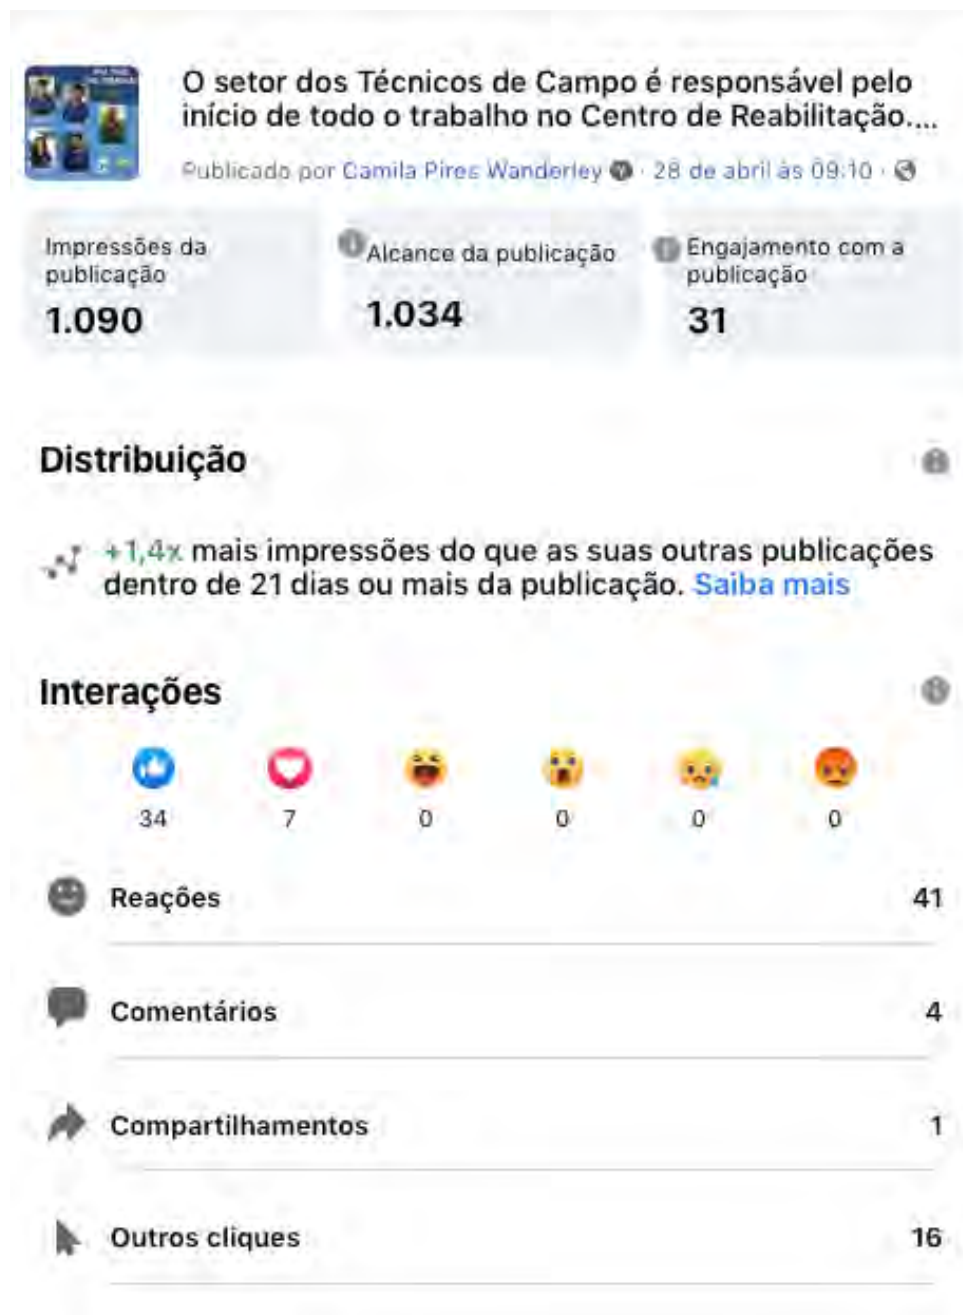 O setor dos Técnicos de Campo é responsável pelo
início de todo o trabalho no Centro de Reabilitação....
Publicado por Camila Pires Wanderley · 28 de abril às 09:10 ·
Impressões da
publicação
1.090
Alcance da publicação
1.034
Engajamento com a
publicação
31
Distribuição
+1,4x mais impressões do que as suas outras publicações
dentro de 21 dias ou mais da publicação. Saiba mais
Interações
34 7 0 0 0 0
Reações 41
Comentários 4
Compartilhamentos 1
Outros cliques 16